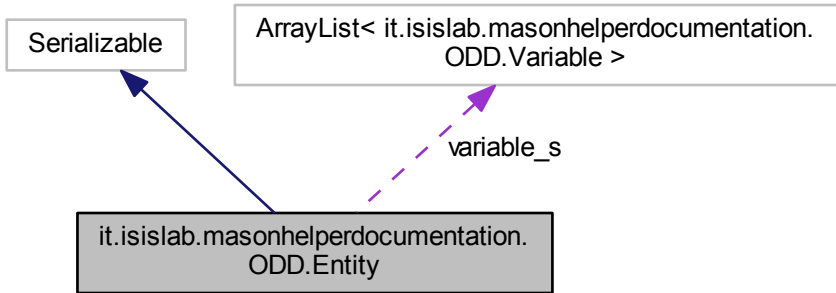 Serializable
ArrayList< it.isislab.masonhelperdocumentation.
ODD.Variable >
variable_s
it.isislab.masonhelperdocumentation.
ODD.Entity